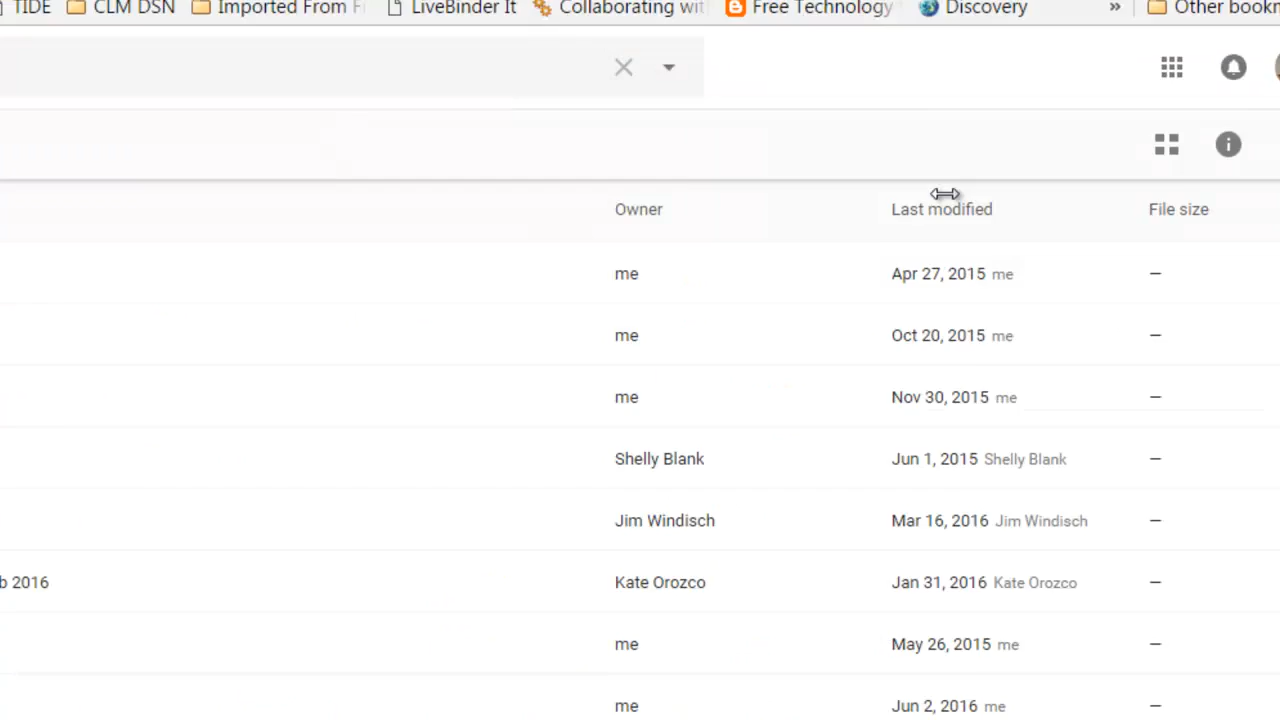 TIDE CLM DSN Imported From F LiveBinder It Collaborating wit Free Technology Discovery » Other bookm
Owner Last modified File size
me Apr 27, 2015 me –
me Oct 20, 2015 me –
me Nov 30, 2015 me –
Shelly Blank Jun 1, 2015 Shelly Blank –
Jim Windisch Mar 16, 2016 Jim Windisch –
b 2016 Kate Orozco Jan 31, 2016 Kate Orozco –
me May 26, 2015 me –
me Jun 2, 2016 me –